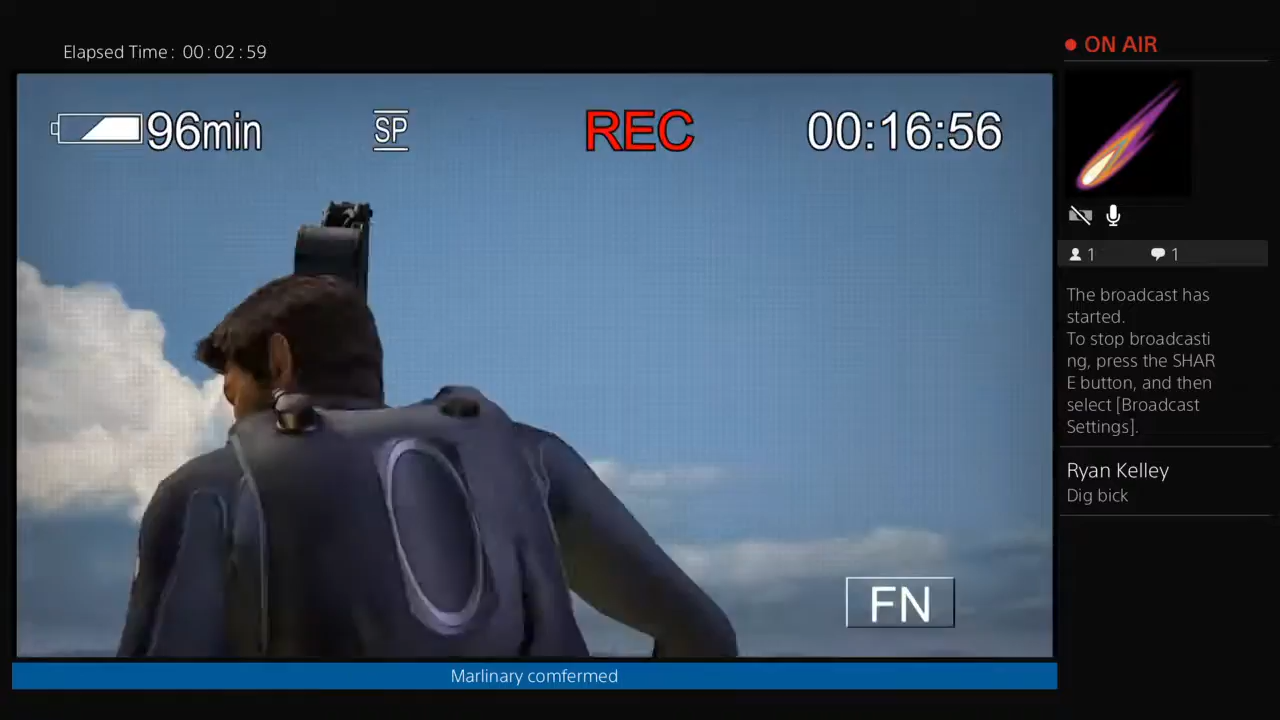 Elapsed Time: 00:02:59
ON AIR
96min
SP
REC
00:16:56
1
1
The broadcast has
started.
To stop broadcasti
ng, press the SHAR
E button, and then
select [Broadcast
Settings].
Ryan Kelley
Dig bick
FN
Marlinary comfermed